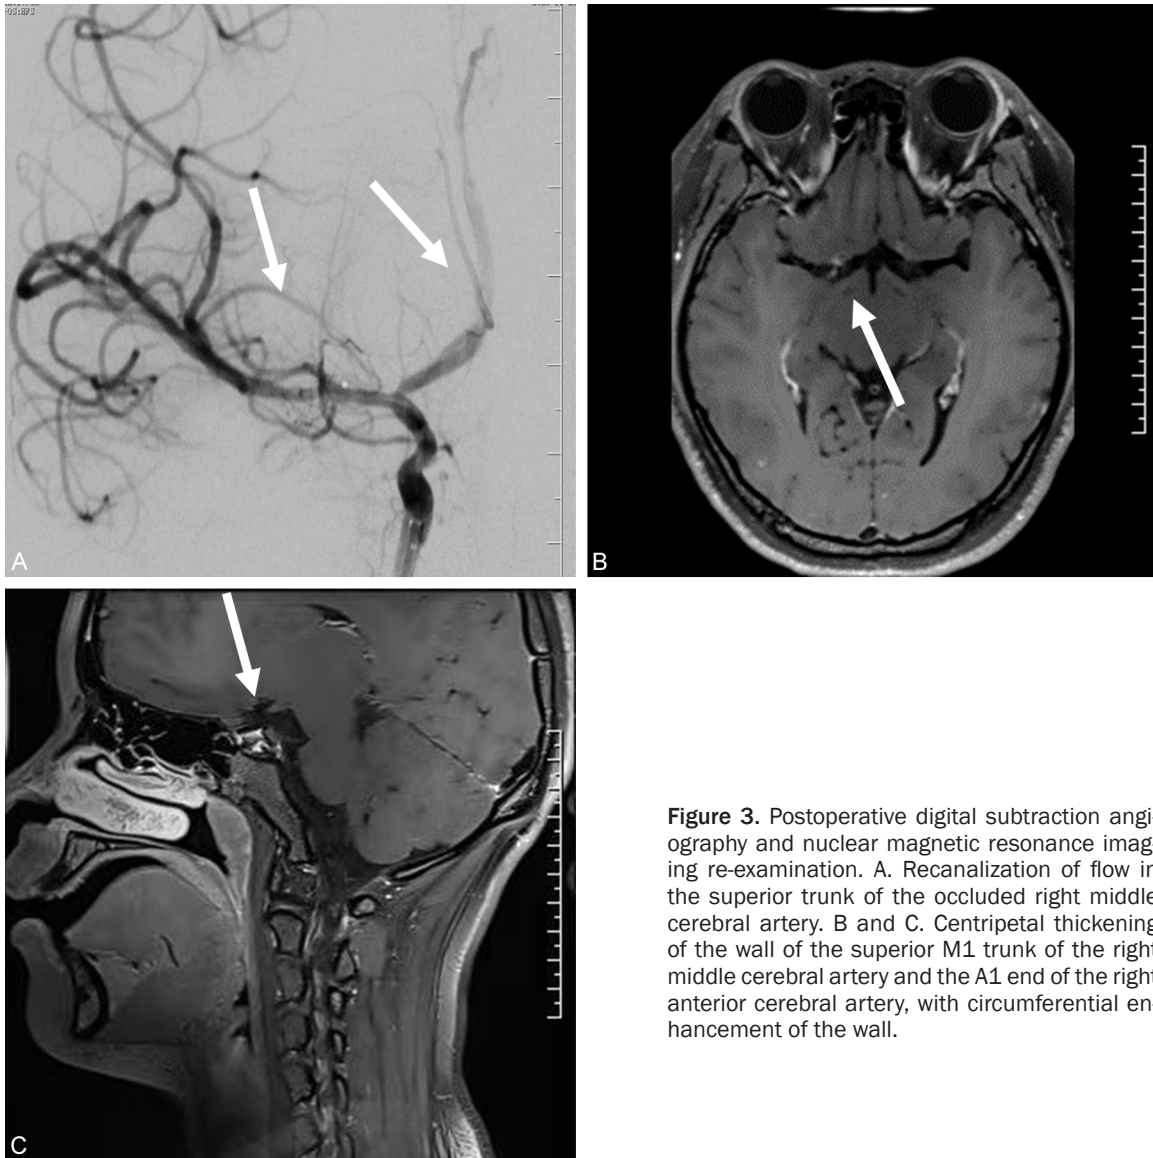 A
B
C
Figure 3. Postoperative digital subtraction angi-
ography and nuclear magnetic resonance imag-
ing re-examination. A. Recanalization of flow in
the superior trunk of the occluded right middle
cerebral artery. B and C. Centripetal thickening
of the wall of the superior M1 trunk of the right
middle cerebral artery and the A1 end of the right
anterior cerebral artery, with circumferential en-
hancement of the wall.